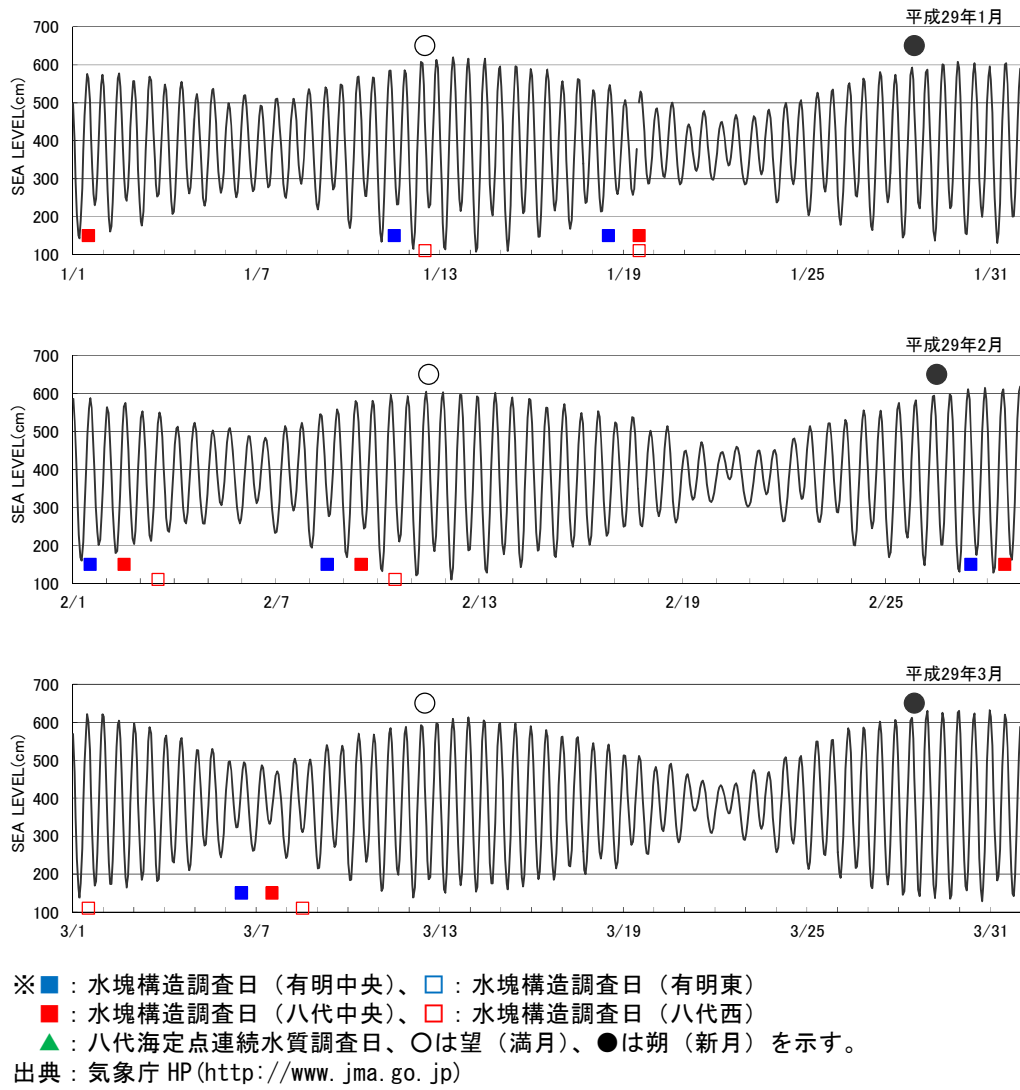 平成29年1月
SEA LEVEL(cm)
700
600
500
400
300
200
100
1/1 1/7 1/13 1/19 1/25 1/31
平成29年2月
SEA LEVEL(cm)
700
600
500
400
300
200
100
2/1 2/7 2/13 2/19 2/25
平成29年3月
SEA LEVEL(cm)
700
600
500
400
300
200
100
3/1 3/7 3/13 3/19 3/25 3/31
※■：水塊構造調査日（有明中央）、□：水塊構造調査日（有明東）
■：水塊構造調査日（八代中央）、□：水塊構造調査日（八代西）
▲：八代海定点連続水質調査日、○は望（満月）、●は朔（新月）を示す。
出典：気象庁HP(http://www.jma.go.jp)